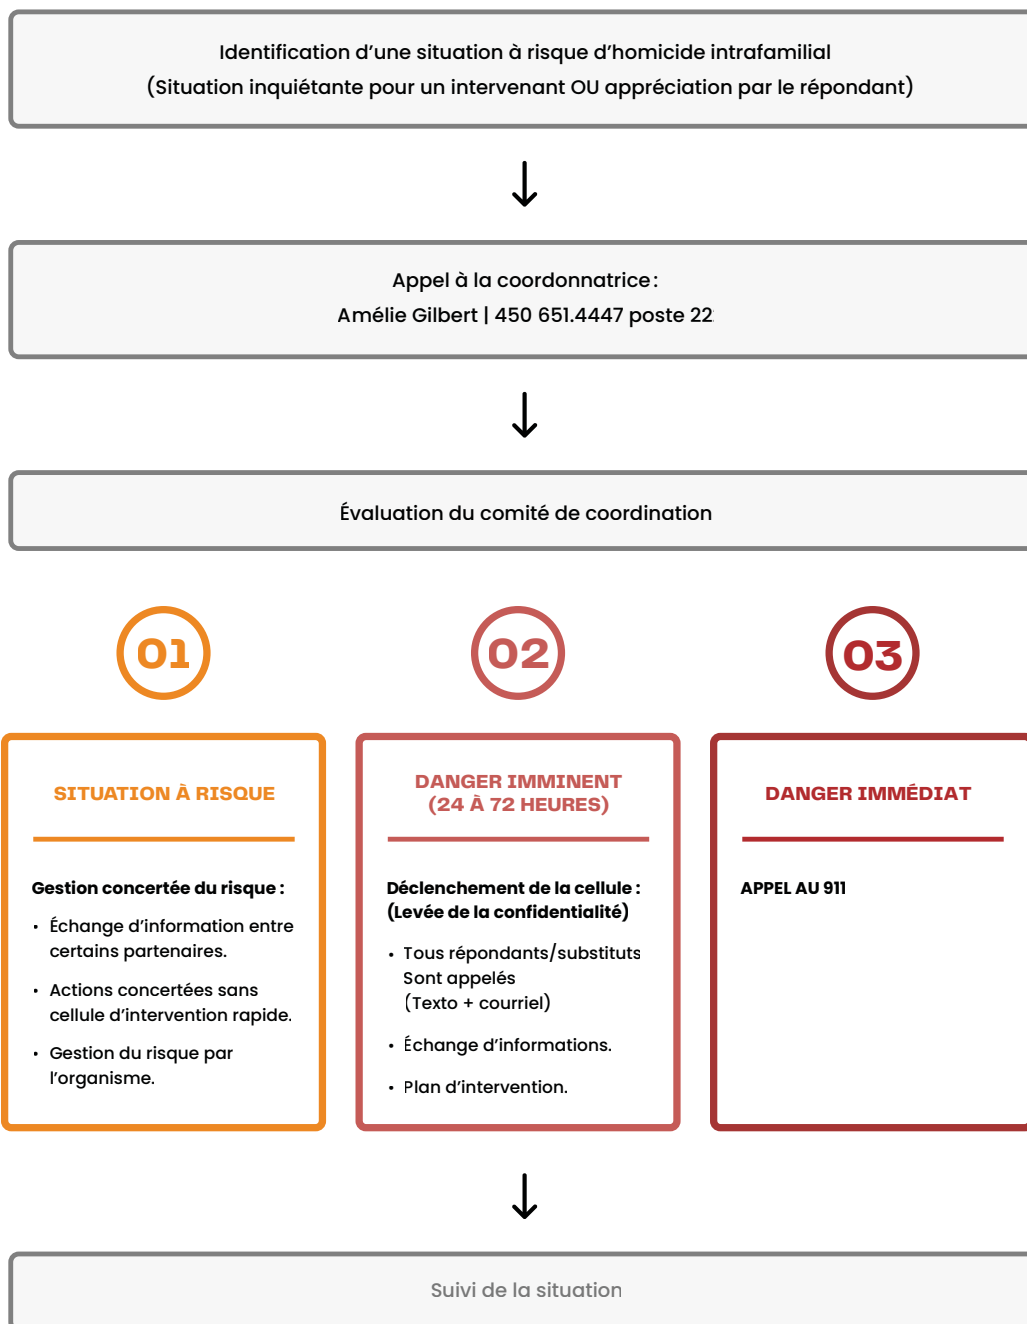 Identification d’une situation à risque d’homicide intrafamilial
(Situation inquiétante pour un intervenant OU appréciation par le répondant)
Appel à la coordonnatrice :
Amélie Gilbert | 450 651.4447 poste 22
Évaluation du comité de coordination
01
SITUATION À RISQUE
Gestion concertée du risque :
• Échange d’information entre
certains partenaires.
• Actions concertées sans
cellule d’intervention rapide.
• Gestion du risque par
l’organisme.
02
DANGER IMMINENT
(24 À 72 HEURES)
Déclenchement de la cellule :
(Levée de la confidentialité)
• Tous répondants/substituts
Sont appelés
(Texto + courriel)
• Échange d’informations.
• Plan d’intervention.
03
DANGER IMMÉDIAT
APPEL AU 911
Suivi de la situation